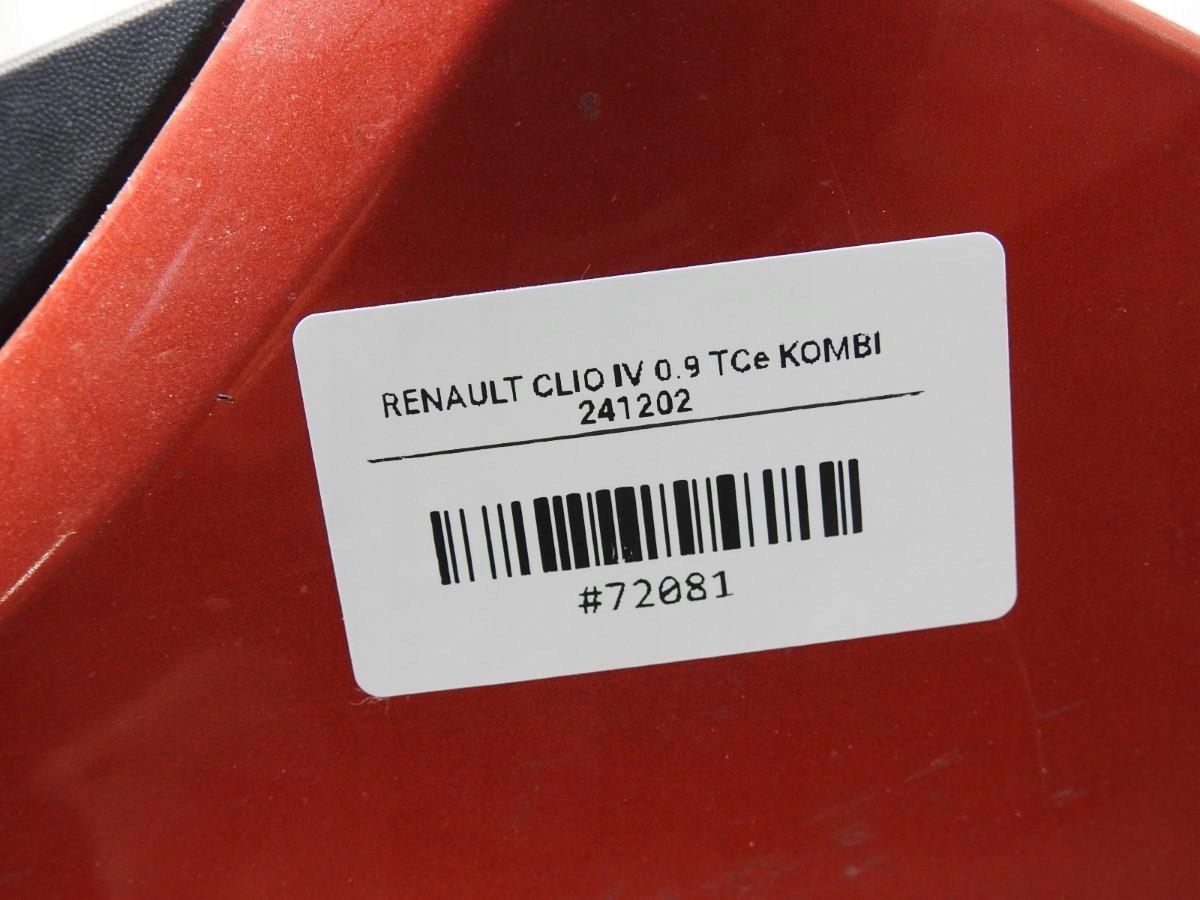 RENAULT CLIO IV 0.9 TCe KOMBI
241202
#72081